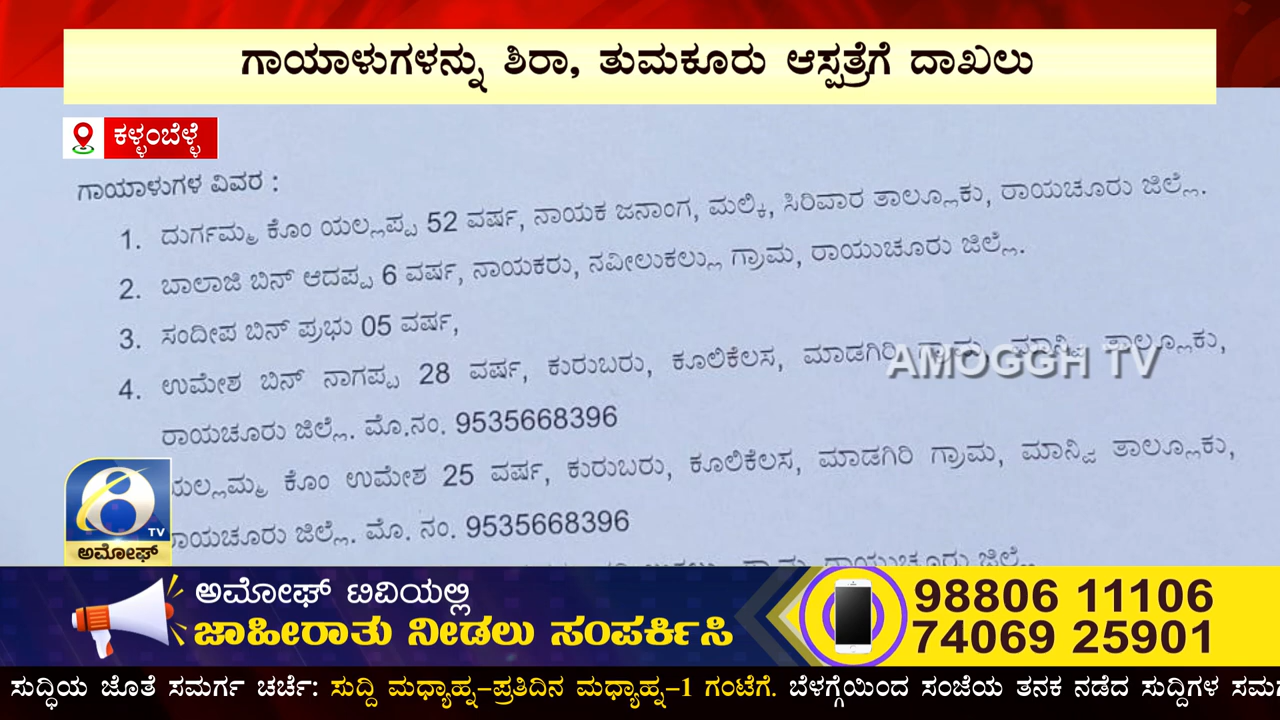 ಗಾಯಾಳುಗಳನ್ನು ಶಿರಾ, ತುಮಕೂರು ಆಸ್ಪತ್ರೆಗೆ ದಾಖಲು
ಕಳ್ಳಂಬೆಳ್ಳೆ
ಗಾಯಾಳುಗಳ ವಿವರ :
1. ದುರ್ಗಮ್ಮ ಕೊಂ ಯಲ್ಲಪ್ಪ 52 ವರ್ಷ, ನಾಯಕ ಜನಾಂಗ, ಮಲ್ಕಿ, ಸಿರಿವಾರ ತಾಲ್ಲೂಕು, ರಾಯಚೂರು ಜಿಲ್ಲೆ.
2. ಬಾಲಾಜಿ ಬಿನ್ ಆದಪ್ಪ 6 ವರ್ಷ, ನಾಯಕರು, ನವೀಲುಕಲ್ಲು ಗ್ರಾಮ, ರಾಯುಚೂರು ಜಿಲ್ಲೆ.
3. ಸಂದೀಪ ಬಿನ್ ಪ್ರಭು 05 ವರ್ಷ,
4. ಉಮೇಶ ಬಿನ್ ನಾಗಪ್ಪ 28 ವರ್ಷ, ಕುರುಬರು, ಕೂಲಿಕೆಲಸ, ಮಾಡಗಿರಿ ಗ್ರಾಮ, ಮಾನ್ವಿ ತಾಲ್ಲೂಕು,
AMOGGH TV
ರಾಯಚೂರು ಜಿಲ್ಲೆ. ಮೊ.ನಂ. 9535668396
ಯಲ್ಲಮ್ಮ ಕೊಂ ಉಮೇಶ 25 ವರ್ಷ, ಕುರುಬರು, ಕೂಲಿಕೆಲಸ, ಮಾಡಗಿರಿ ಗ್ರಾಮ, ಮಾನ್ವಿ ತಾಲ್ಲೂಕು,
ರಾಯಚೂರು ಜಿಲ್ಲೆ. ಮೊ. ನಂ. 9535668396
ಗ್ರಾಮ, ರಾಯುಚೂರು ಜಿಲ್ಲೆ.
TV
ಅಮೋಘ್
ಅಮೋಘ್ ಟಿವಿಯಲ್ಲಿ
ಜಾಹೀರಾತು ನೀಡಲು ಸಂಪರ್ಕಿಸಿ
98806 11106
74069 25901
ಸುದ್ಧಿಯ ಜೊತೆ ಸಮರ್ಗ ಚರ್ಚೆ: ಸುದ್ದಿ ಮಧ್ಯಾಹ್ನ-ಪ್ರತಿದಿನ ಮಧ್ಯಾಹ್ನ-1 ಗಂಟೆಗೆ. ಬೆಳಗ್ಗೆಯಿಂದ ಸಂಜೆಯ ತನಕ ನಡೆದ ಸುದ್ದಿಗಳ ಸಮಗ